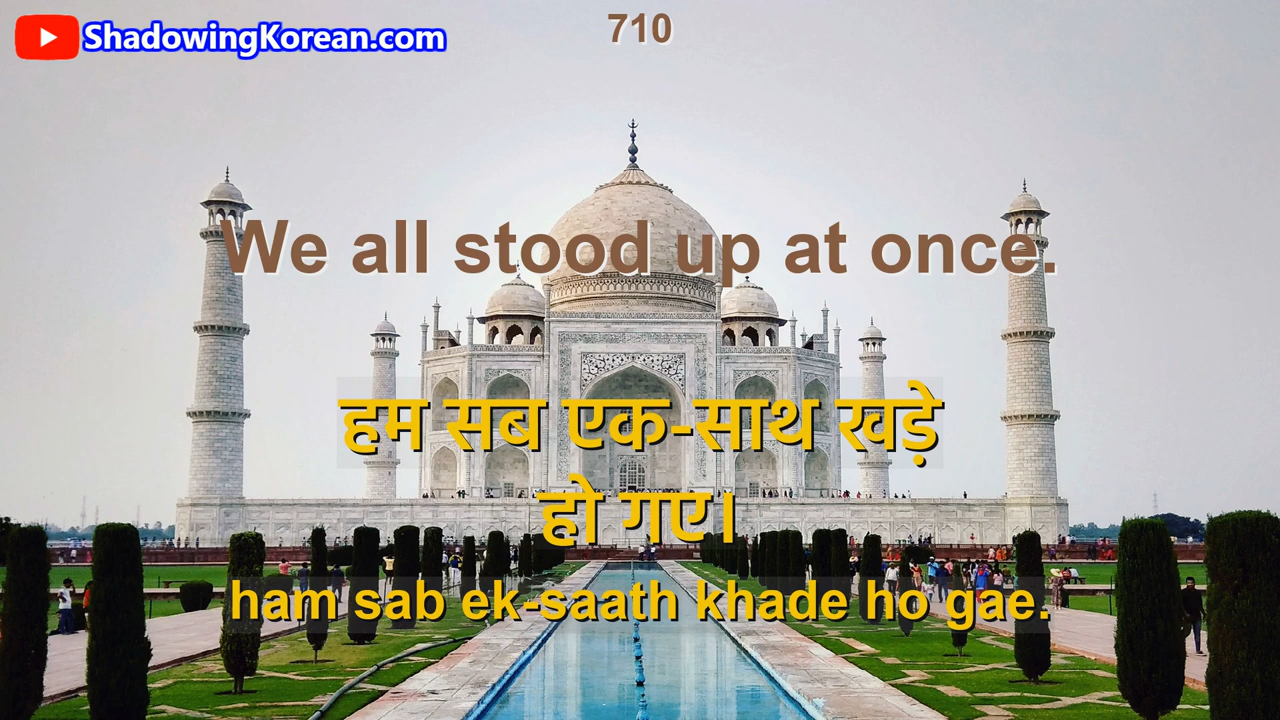 ShadowingKorean.com
710
We all stood up at once.
हम सब एक-साथ खड़े
हो गए।
ham sab ek-saath khade ho gae.